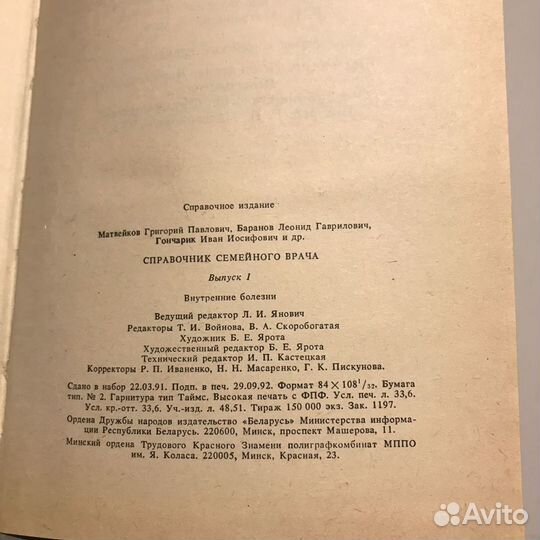 Справочное издание
Матвейков Григорий Павлович, Баранов Леонид Гаврилович,
Гончарик Иван Иосифович и др.
СПРАВОЧНИК СЕМЕЙНОГО ВРАЧА
Выпуск 1
Внутренние болезни
Ведущий редактор Л. И. Янович
Редакторы Т. И. Войнова, В. А. Скоробогатая
Художник Б. Е. Ярота
Художественный редактор Б. Е. Ярота
Технический редактор И. П. Кастецкая
Корректоры Р. П. Иваненко, Н. Н. Масаренко, Г. К. Пискунова.
Сдано в набор 22.03.91. Подп. в печ. 29.09.92. Формат 84×108¹/₃₂. Бумага
тип. № 2. Гарнитура тип Таймс. Высокая печать с ФПФ. Усл. печ. л. 33,6.
Усл. кр.-отт. 33,6. Уч.-изд. л. 48,51. Тираж 150 000 экз. Зак. 1197.
Ордена Дружбы народов издательство «Беларусь» Министерства информа-
ции Республики Беларусь. 220600, Минск, проспект Машерова, 11.
Минский ордена Трудового Красного Знамени полиграфкомбинат МППО
им. Я. Коласа. 220005, Минск, Красная, 23.
Avito